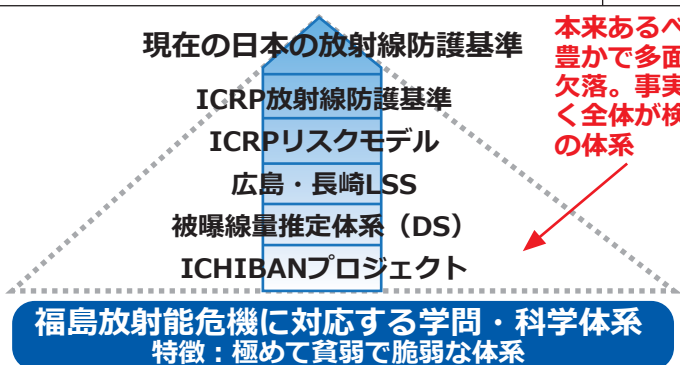 現在の日本の放射線防護基準
ICRP放射線防護基準
ICRPリスクモデル
広島・長崎LSS
被曝線量推定体系（DS）
ICHIBANプロジェクト
本来あるべ
豊かで多面
欠落。事実
く全体が検
の体系
福島放射能危機に対応する学問・科学体系
特徴：極めて貧弱で脆弱な体系